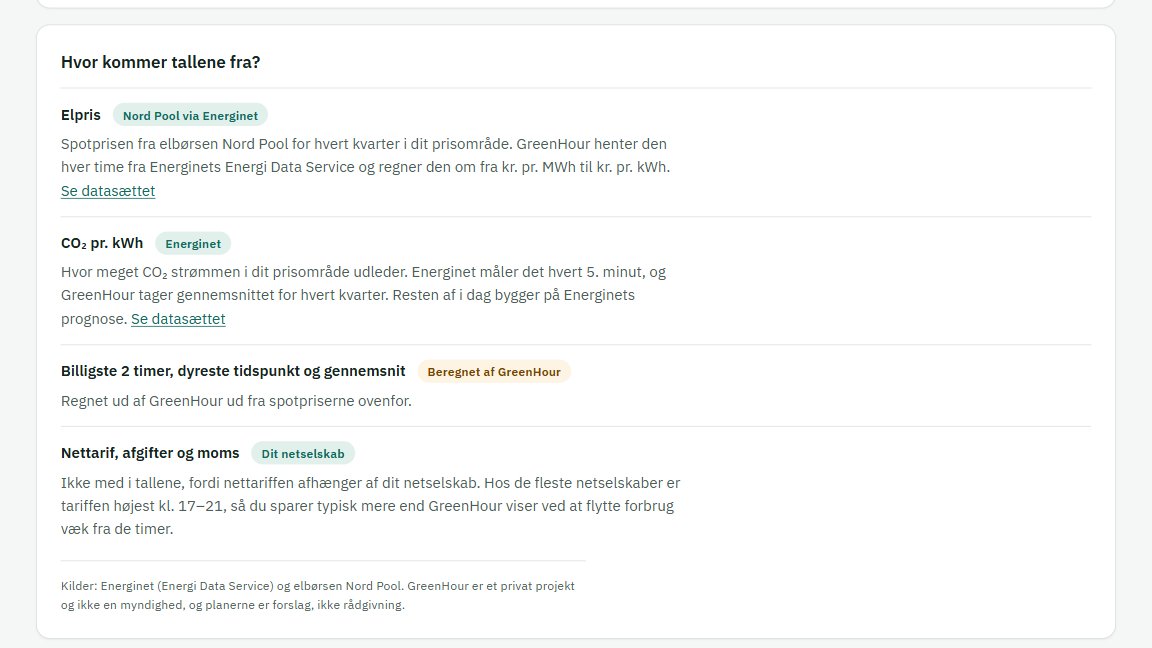 Hvor kommer tallene fra?
Elpris Nord Pool via Energinet
Spotprisen fra elbørsen Nord Pool for hvert kvarter i dit prisområde. GreenHour henter den
hver time fra Energinets Energi Data Service og regner den om fra kr. pr. MWh til kr. pr. kWh.
Se datasættet
CO₂ pr. kWh Energinet
Hvor meget CO₂ strømmen i dit prisområde udleder. Energinet måler det hvert 5. minut, og
GreenHour tager gennemsnittet for hvert kvarter. Resten af i dag bygger på Energinets
prognose. Se datasættet
Billigste 2 timer, dyreste tidspunkt og gennemsnit Beregnet af GreenHour
Regnet ud af GreenHour ud fra spotpriserne ovenfor.
Nettarif, afgifter og moms Dit netselskab
Ikke med i tallene, fordi nettariffen afhænger af dit netselskab. Hos de fleste netselskaber er
tariffen højest kl. 17–21, så du sparer typisk mere end GreenHour viser ved at flytte forbrug
væk fra de timer.
Kilder: Energinet (Energi Data Service) og elbørsen Nord Pool. GreenHour er et privat projekt
og ikke en myndighed, og planerne er forslag, ikke rådgivning.